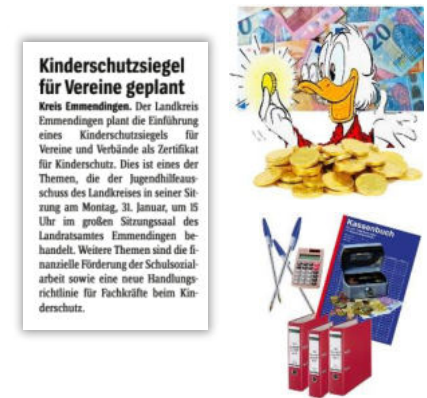 Kinderschutzsiegel
für Vereine geplant
Kreis Emmendingen. Der Landkreis
Emmendingen plant die Einführung
eines Kinderschutzsiegels für
Vereine und Verbände als Zertifikat
für Kinderschutz. Dies ist eines der
Themen, die der Jugendhilfeaus-
schuss des Landkreises in seiner Sit-
zung am Montag, 31. Januar, um 15
Uhr im großen Sitzungssaal des
Landratsamtes Emmendingen be-
handelt. Weitere Themen sind die fi-
nanzielle Förderung der Schulsozial-
arbeit sowie eine neue Handlungs-
richtlinie für Fachkräfte beim Kin-
derschutz.
20
Kassenbuch